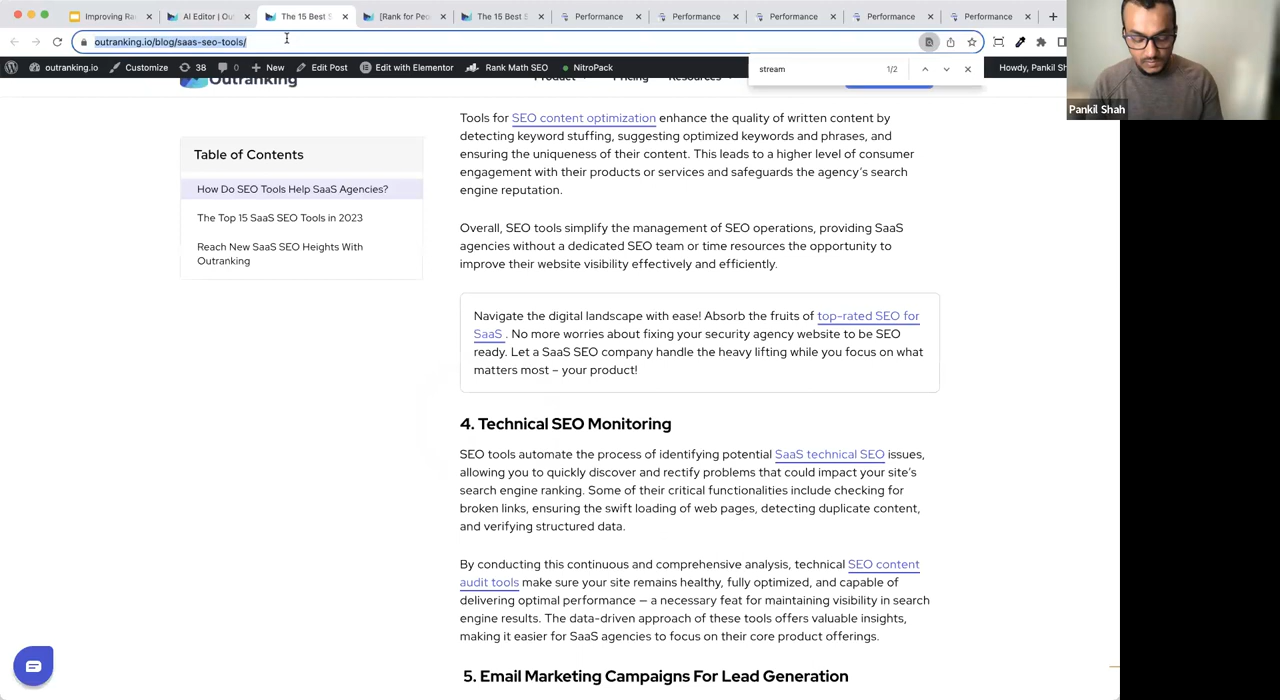 Improving Ra
AI Editor | Out
The 15 Best S
[Rank for Peo
The 15 Best S
Performance
Performance
Performance
Performance
Performance
outranking.io/blog/saas-seo-tools/
outranking.io
Customize
38
0
New
Edit Post
Edit with Elementor
Rank Math SEO
NitroPack
stream
1/2
Howdy, Pankil Sh
Pankil Shah
Outranking
Product
Pricing
Resources
Table of Contents
How Do SEO Tools Help SaaS Agencies?
The Top 15 SaaS SEO Tools in 2023
Reach New SaaS SEO Heights With
Outranking
Tools for SEO content optimization enhance the quality of written content by
detecting keyword stuffing, suggesting optimized keywords and phrases, and
ensuring the uniqueness of their content. This leads to a higher level of consumer
engagement with their products or services and safeguards the agency's search
engine reputation.
Overall, SEO tools simplify the management of SEO operations, providing SaaS
agencies without a dedicated SEO team or time resources the opportunity to
improve their website visibility effectively and efficiently.
Navigate the digital landscape with ease! Absorb the fruits of top-rated SEO for
SaaS . No more worries about fixing your security agency website to be SEO
ready. Let a SaaS SEO company handle the heavy lifting while you focus on what
matters most – your product!
4. Technical SEO Monitoring
SEO tools automate the process of identifying potential SaaS technical SEO issues,
allowing you to quickly discover and rectify problems that could impact your site's
search engine ranking. Some of their critical functionalities include checking for
broken links, ensuring the swift loading of web pages, detecting duplicate content,
and verifying structured data.
By conducting this continuous and comprehensive analysis, technical SEO content
audit tools make sure your site remains healthy, fully optimized, and capable of
delivering optimal performance — a necessary feat for maintaining visibility in search
engine results. The data-driven approach of these tools offers valuable insights,
making it easier for SaaS agencies to focus on their core product offerings.
5. Email Marketing Campaigns For Lead Generation